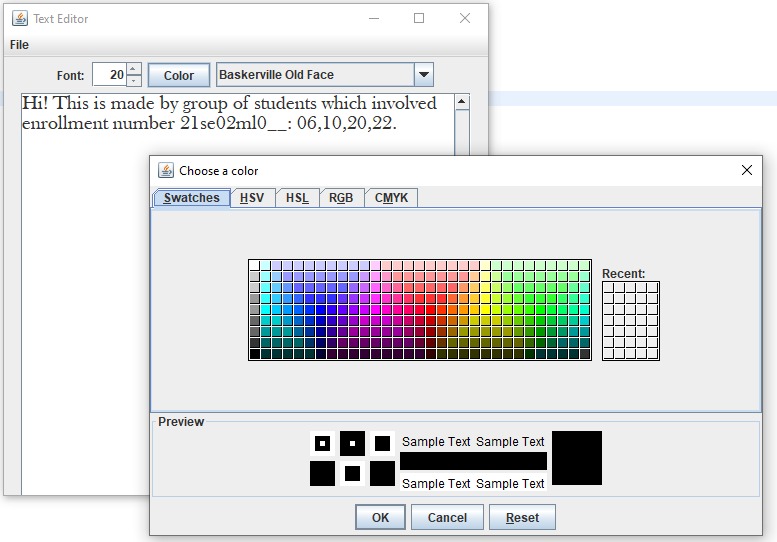 Text Editor
File
Font: 20 Color Baskerville Old Face
Hi! This is made by group of students which involved
enrollment number 21se02ml0__: 06,10,20,22.
Choose a color
Swatches HSV HSL RGB CMYK
Recent:
Preview
Sample Text Sample Text
Sample Text Sample Text
OK Cancel Reset